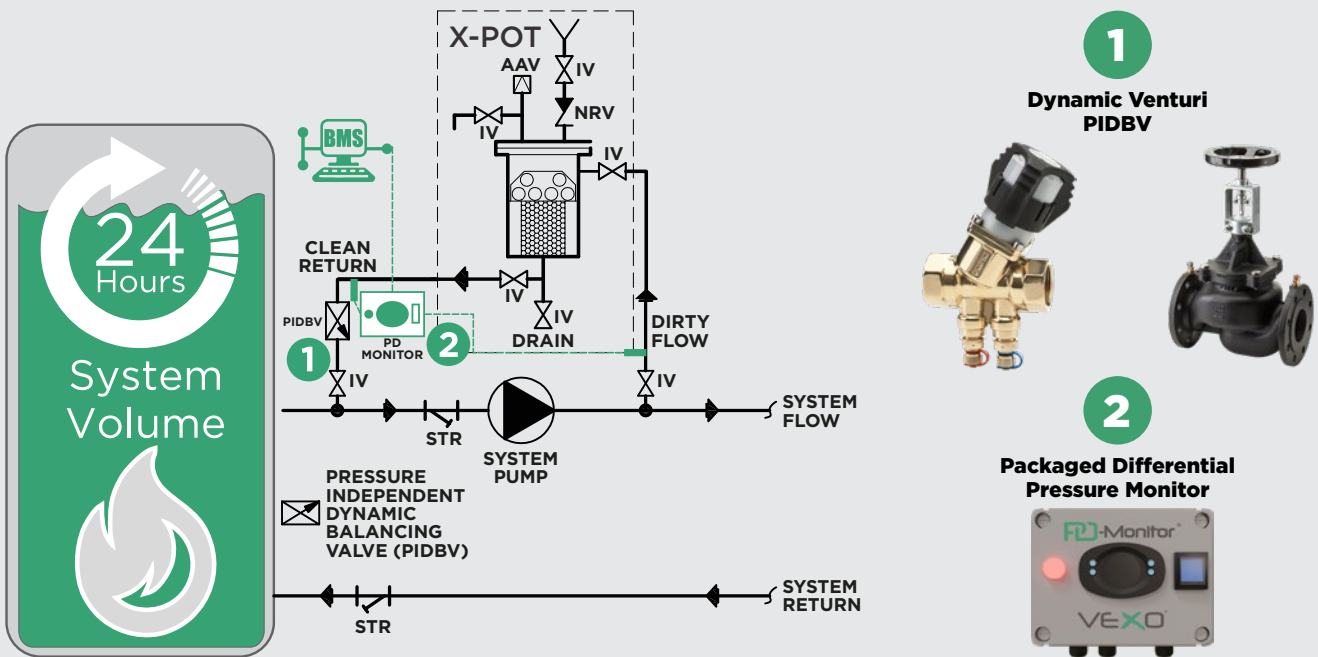 24
Hours
System
Volume
BMS
X-POT
AAV
IV
NRV
IV
IV
CLEAN
RETURN
PIDBV
1
PD
MONITOR
2
IV
IV
DRAIN
DIRTY
FLOW
IV
IV
STR
SYSTEM
PUMP
SYSTEM
FLOW
PRESSURE
INDEPENDENT
DYNAMIC
BALANCING
VALVE (PIDBV)
STR
SYSTEM
RETURN
1
Dynamic Venturi
PIDBV
2
Packaged Differential
Pressure Monitor
PD-Monitor®
VEXO®